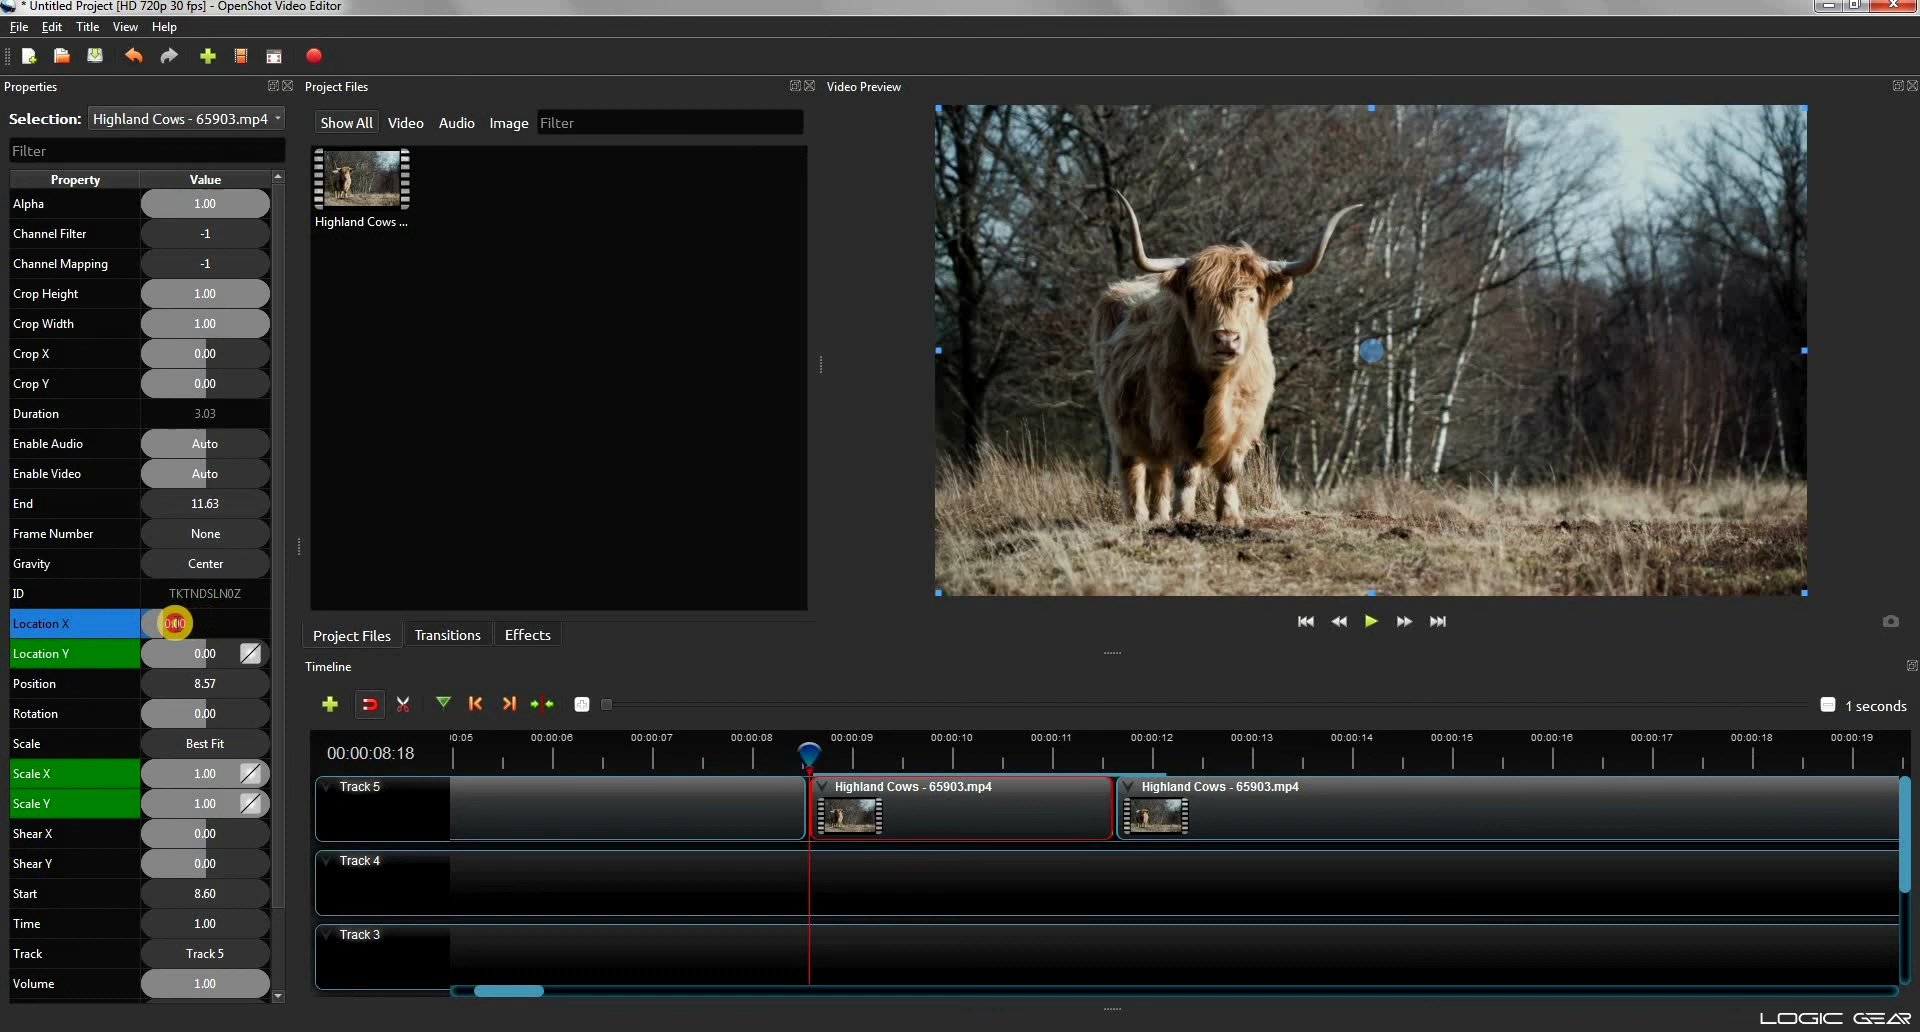 * Untitled Project [HD 720p 30 fps] - OpenShot Video Editor
File Edit Title View Help
Properties
Project Files
Video Preview
Selection: Highland Cows - 65903.mp4
Show All Video Audio Image Filter
Filter
Property Value
Alpha 1.00
Channel Filter -1
Channel Mapping -1
Crop Height 1.00
Crop Width 1.00
Crop X 0.00
Crop Y 0.00
Duration 3.03
Enable Audio Auto
Enable Video Auto
End 11.63
Frame Number None
Gravity Center
ID TKTNDSLN0Z
Location X
Location Y 0.00
Position 8.57
Rotation 0.00
Scale Best Fit
Scale X 1.00
Scale Y 1.00
Shear X 0.00
Shear Y 0.00
Start 8.60
Time 1.00
Track Track 5
Volume 1.00
Highland Cows ...
Project Files Transitions Effects
Timeline
1 seconds
00:00:08:18
0:05 00:00:06 00:00:07 00:00:08 00:00:09 00:00:10 00:00:11 00:00:12 00:00:13 00:00:14 00:00:15 00:00:16 00:00:17 00:00:18 00:00:19
Track 5
Highland Cows - 65903.mp4
Highland Cows - 65903.mp4
Track 4
Track 3
LOGIC GEAR